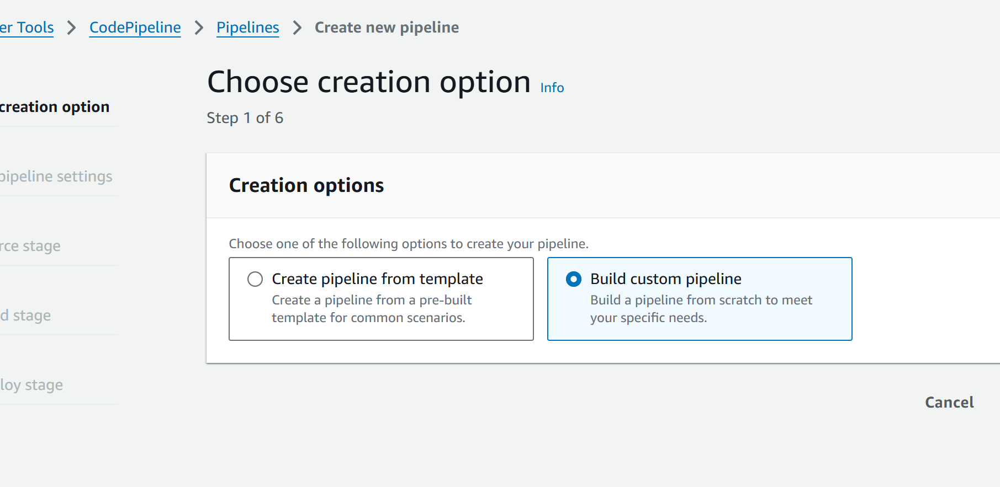 er Tools > CodePipeline > Pipelines > Create new pipeline
creation option
pipeline settings
rce stage
d stage
loy stage
Choose creation option Info
Step 1 of 6
Creation options
Choose one of the following options to create your pipeline.
Create pipeline from template
Create a pipeline from a pre-built
template for common scenarios.
Build custom pipeline
Build a pipeline from scratch to meet
your specific needs.
Cancel